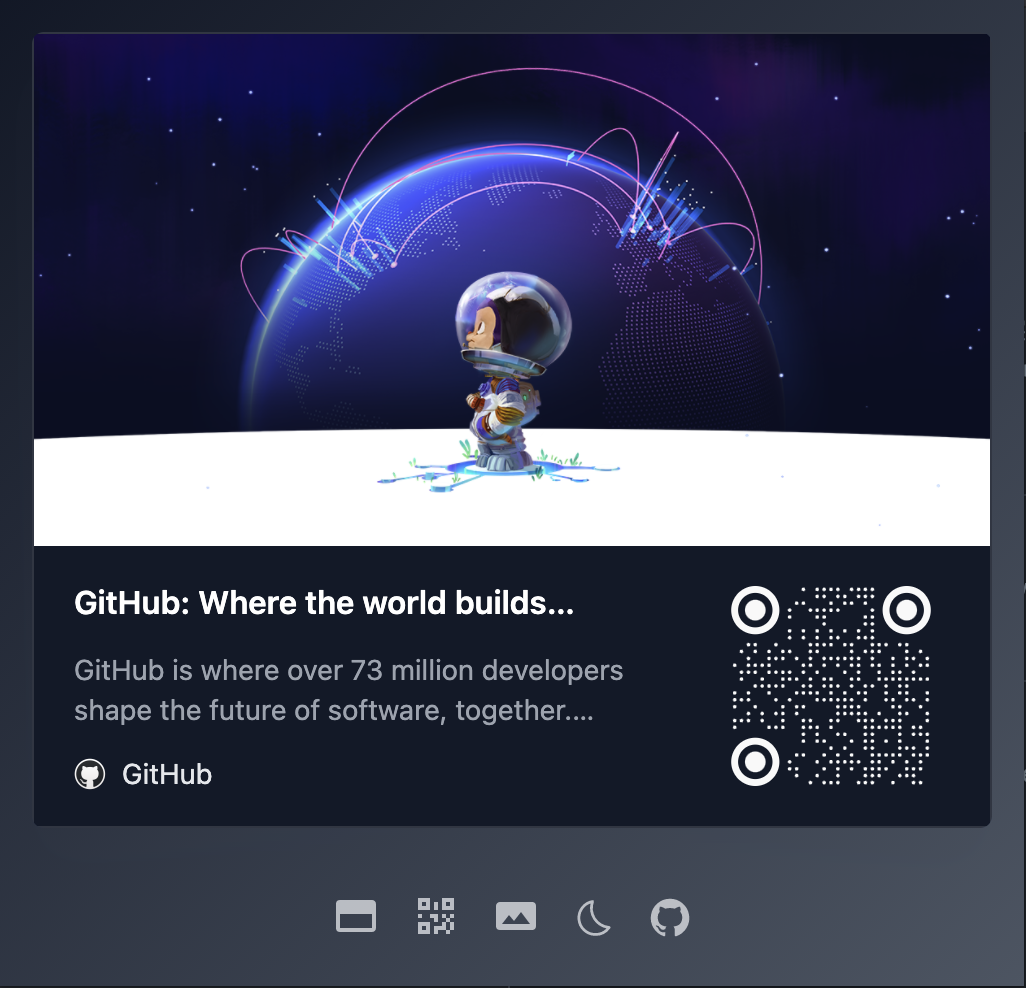 GitHub: Where the world builds...
GitHub is where over 73 million developers
shape the future of software, together....
GitHub